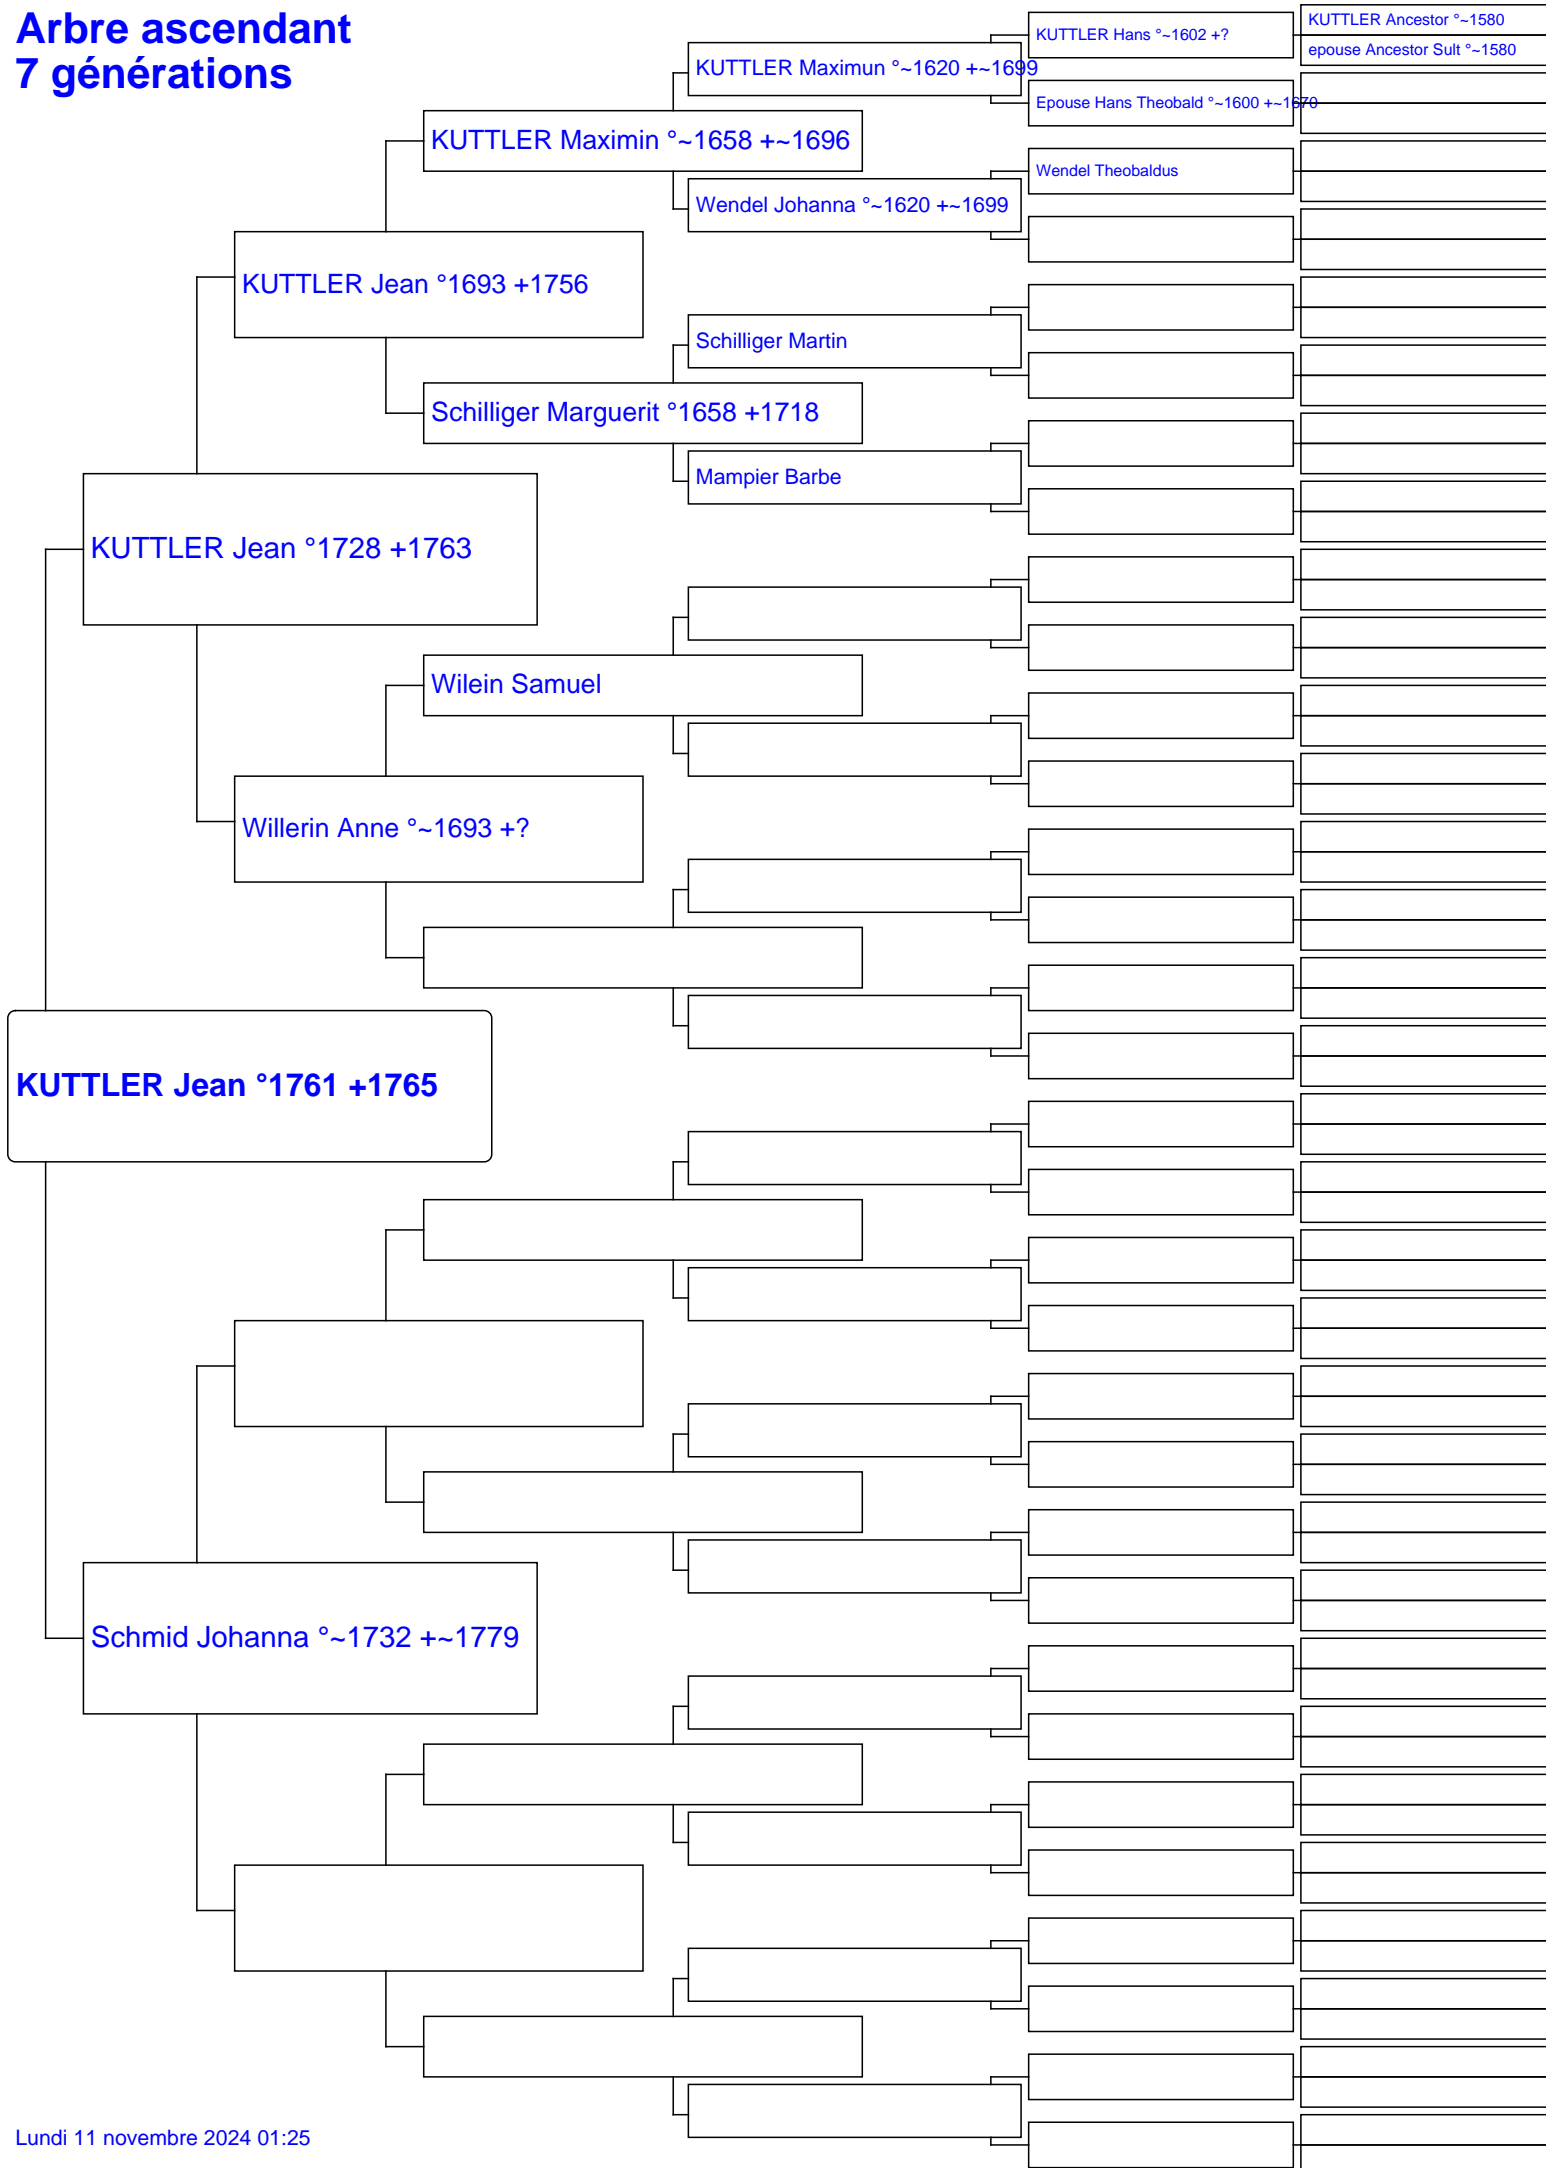 Arbre ascendant
7 générations
KUTTLER Ancestor °~1580
epouse Ancestor Sult °~1580
KUTTLER Hans °~1602 +?
KUTTLER Maximun °~1620 +~1699
Epouse Hans Theobald °~1600 +~1670
KUTTLER Maximin °~1658 +~1696
Wendel Theobaldus
Wendel Johanna °~1620 +~1699
KUTTLER Jean °1693 +1756
Schilliger Martin
Schilliger Marguerit °1658 +1718
Mampier Barbe
KUTTLER Jean °1728 +1763
Wilein Samuel
Willerin Anne °~1693 +?
KUTTLER Jean °1761 +1765
Schmid Johanna °~1732 +~1779
Lundi 11 novembre 2024 01:25